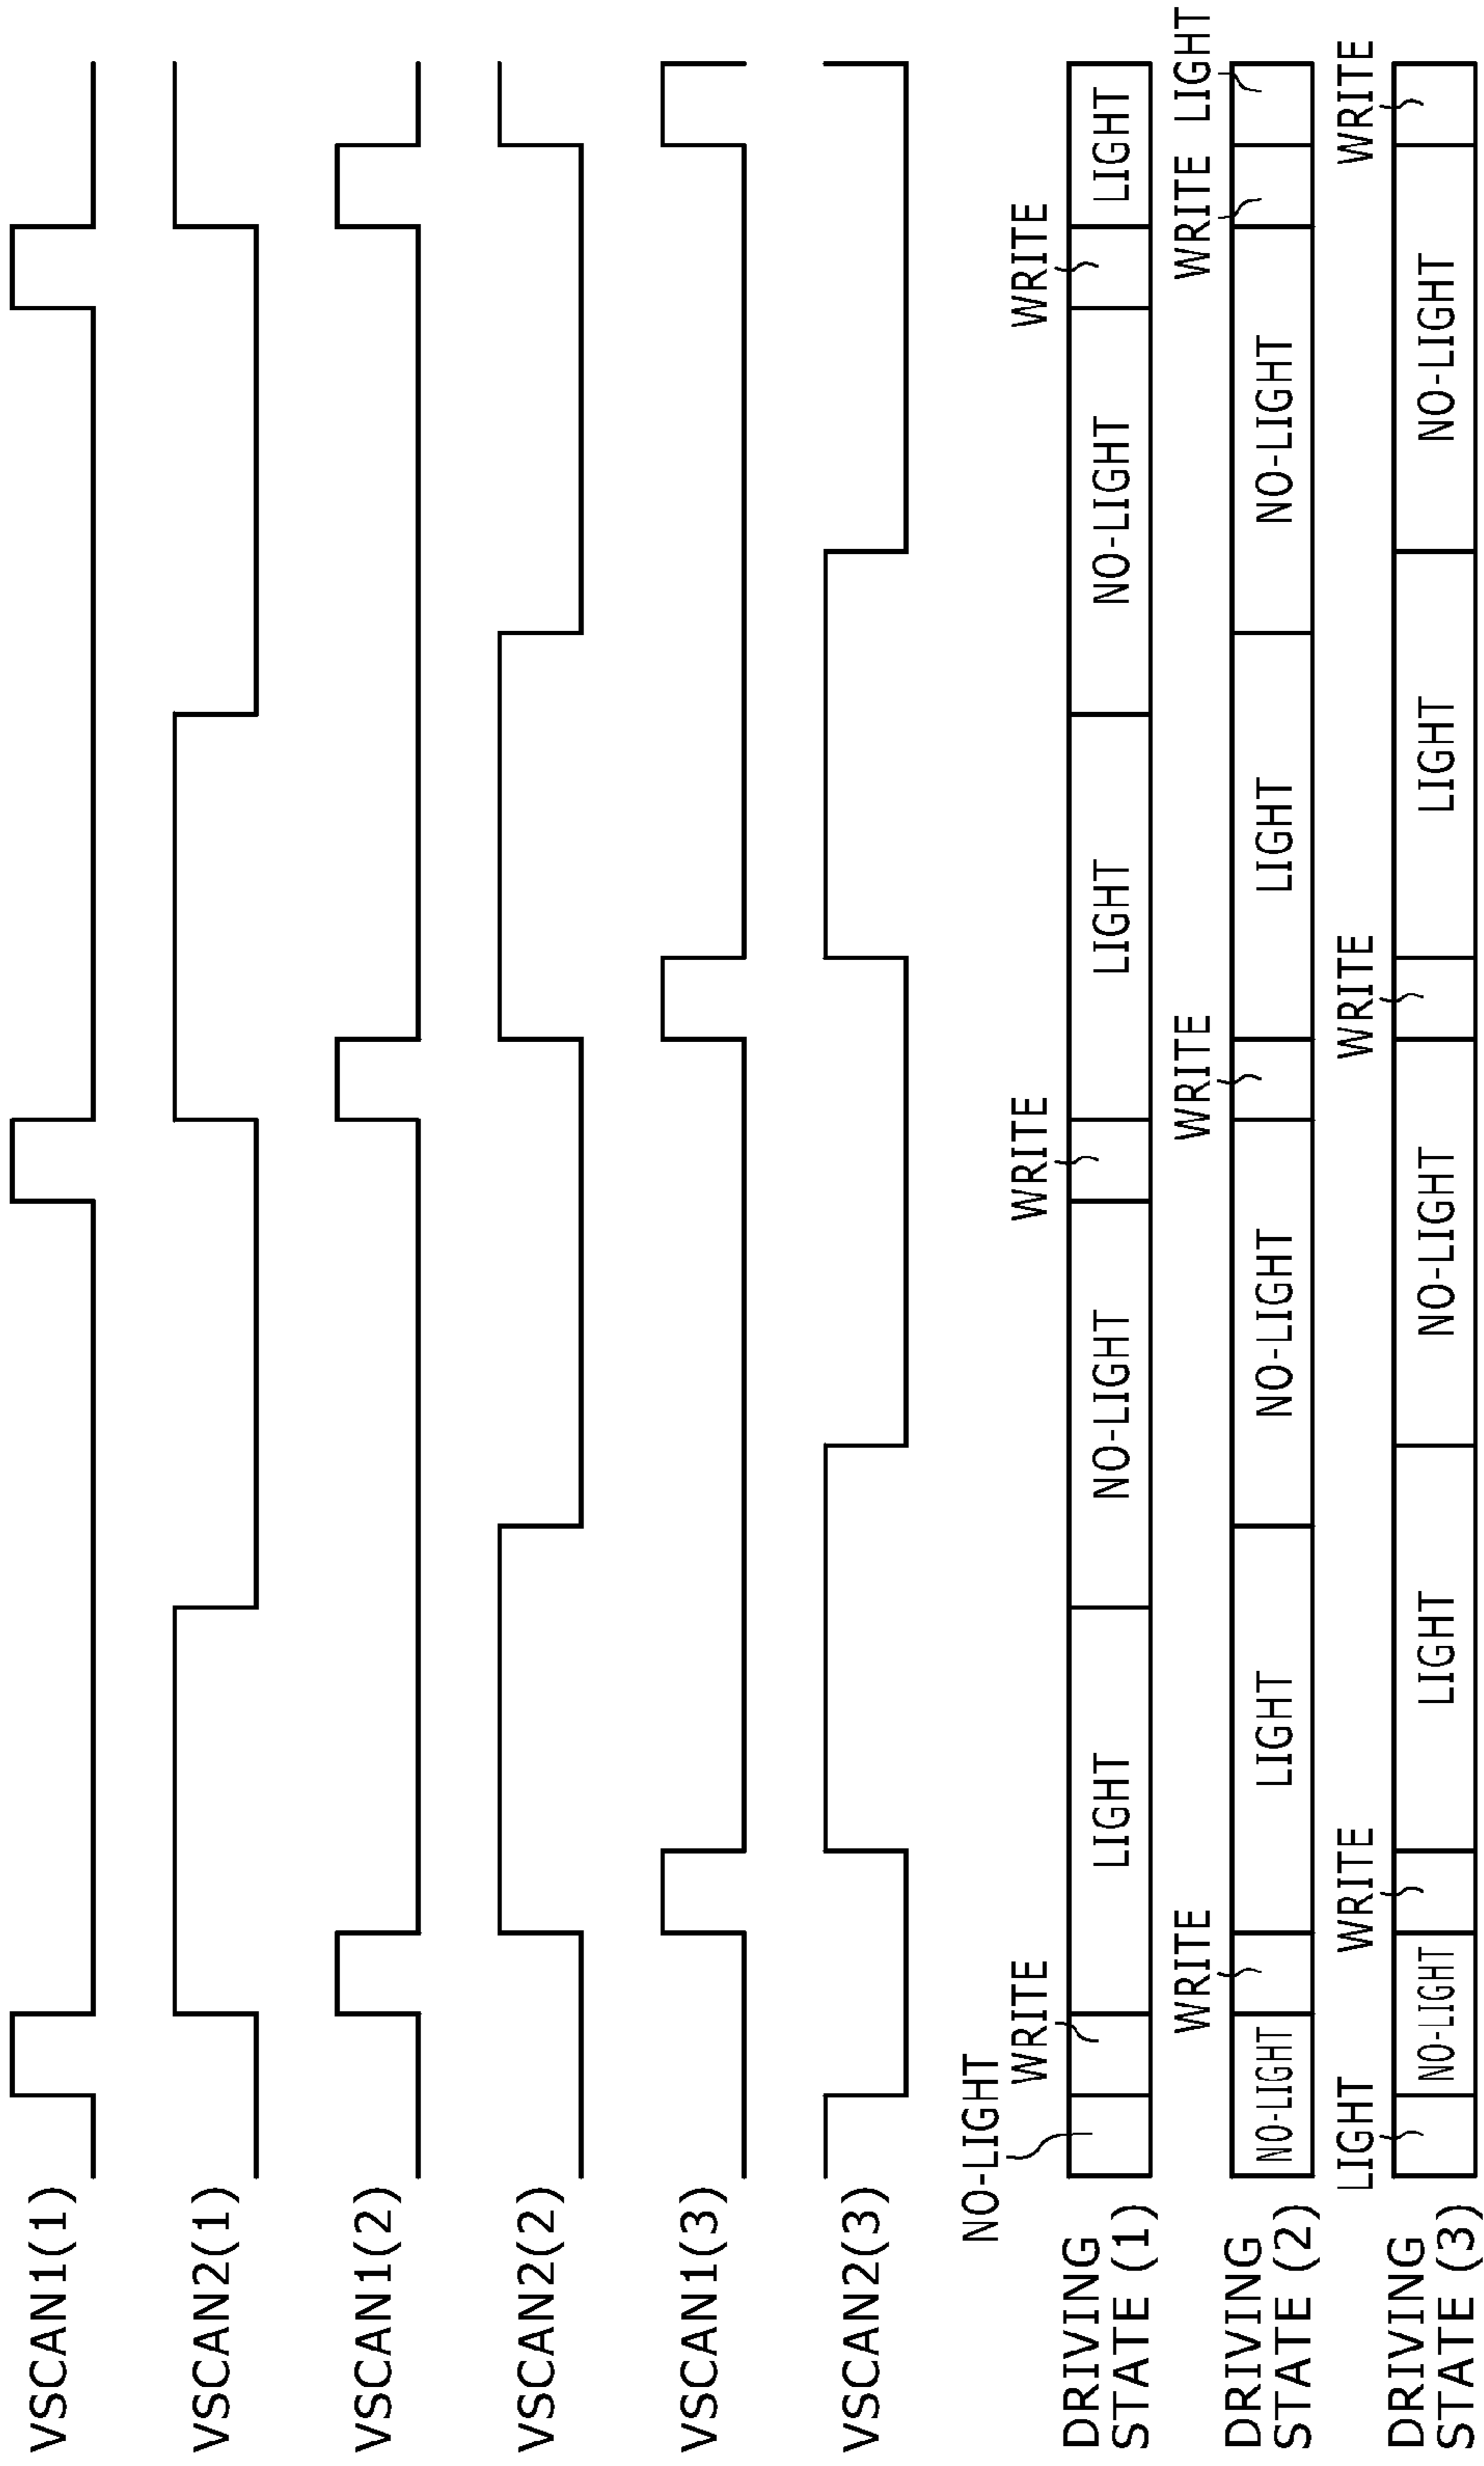 VSCAN1(1)
VSCAN2(1)
VSCAN1(2)
VSCAN2(2)
VSCAN1(3)
VSCAN2(3)
NO-LIGHT
WRITE
WRITE
WRITE
DRIVING
STATE (1)
LIGHT
NO-LIGHT
LIGHT
NO-LIGHT
LIGHT
WRITE
WRITE
WRITE
LIGHT
DRIVING
STATE (2)
NO-LIGHT
LIGHT
NO-LIGHT
LIGHT
NO-LIGHT
LIGHT
WRITE
WRITE
WRITE
DRIVING
STATE (3)
NO-LIGHT
LIGHT
NO-LIGHT
LIGHT
NO-LIGHT